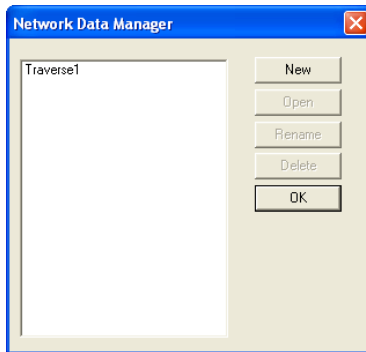 Network Data Manager
Traverse1
New
Open
Rename
Delete
OK